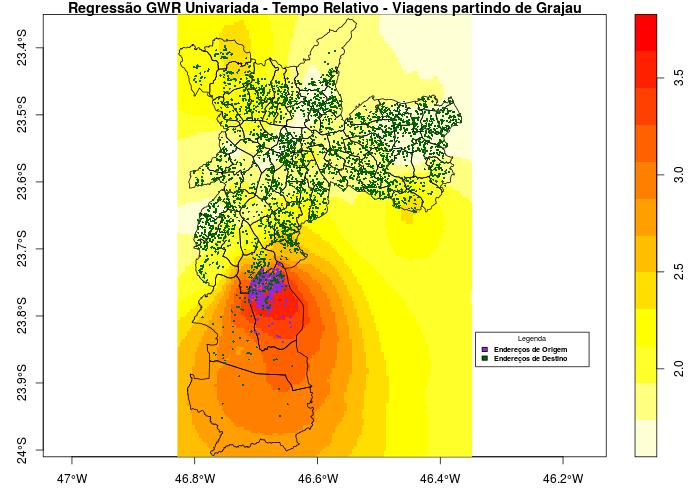 Regressão GWR Univariada - Tempo Relativo - Viagens partindo de Grajau
23.4°S
23.5°S
23.6°S
23.7°S
23.8°S
23.9°S
24°S
47°W
46.8°W
46.6°W
46.4°W
46.2°W
Legenda
Endereços de Origem
Endereços de Destino
3.5
3.0
2.5
2.0